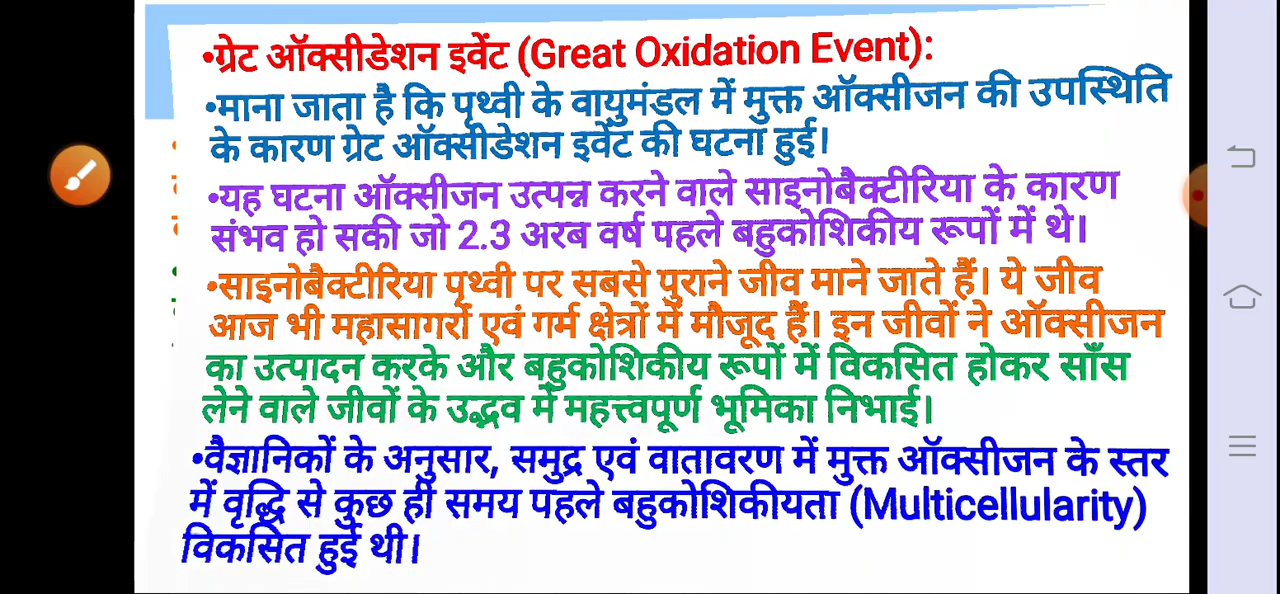 •ग्रेट ऑक्सीडेशन इवेंट (Great Oxidation Event):
•माना जाता है कि पृथ्वी के वायुमंडल में मुक्त ऑक्सीजन की उपस्थिति
के कारण ग्रेट ऑक्सीडेशन इवेंट की घटना हुई।
•यह घटना ऑक्सीजन उत्पन्न करने वाले साइनोबैक्टीरिया के कारण
संभव हो सकी जो 2.3 अरब वर्ष पहले बहुकोशिकीय रूपों में थे।
•साइनोबैक्टीरिया पृथ्वी पर सबसे पुराने जीव माने जाते हैं। ये जीव
आज भी महासागरों एवं गर्म क्षेत्रों में मौजूद हैं। इन जीवों ने ऑक्सीजन
का उत्पादन करके और बहुकोशिकीय रूपों में विकसित होकर साँस
लेने वाले जीवों के उद्भव में महत्त्वपूर्ण भूमिका निभाई।
•वैज्ञानिकों के अनुसार, समुद्र एवं वातावरण में मुक्त ऑक्सीजन के स्तर
में वृद्धि से कुछ ही समय पहले बहुकोशिकीयता (Multicellularity)
विकसित हुई थी।